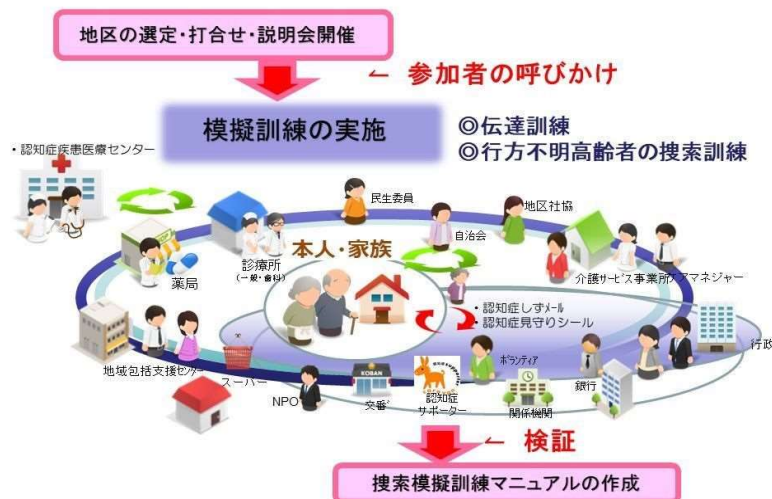 地区の選定・打合せ・説明会開催
← 参加者の呼びかけ
模擬訓練の実施
◎伝達訓練
◎行方不明高齢者の捜索訓練
・認知症疾患医療センター
民生委員
地区社協
自治会
本人・家族
診療所
(一般・歯科)
薬局
介護サービス事業所
ケアマネジャー
・認知症しずメール
・認知症見守りシール
地域包括支援センター
スーパー
NPO
KOBAN
交番
認知症
サポーター
ボランティア
関係機関
銀行
行政
← 検証
捜索模擬訓練マニュアルの作成